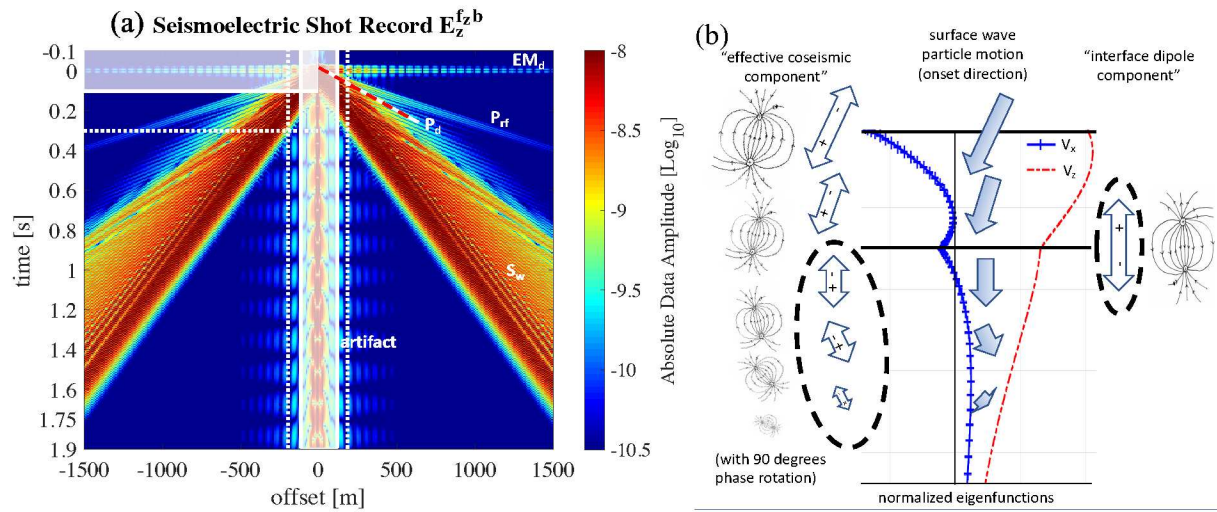 (a) Seismoelectric Shot Record E_z^{f_z b}
-0.1
0
0.2
0.4
0.6
0.8
1
1.2
1.4
1.6
1.75
1.9
time [s]
-1500
-1000
-500
0
500
1000
1500
offset [m]
EM_d
P_rf
P_d
S_w
artifact
-8
-8.5
-9
-9.5
-10
-10.5
Absolute Data Amplitude [Log_10]
(b)
"effective coseismic
component"
surface wave
particle motion
(onset direction)
"interface dipole
component"
V_x
V_z
-
+
-
+
-
+
-
+
+
+
-
(with 90 degrees
phase rotation)
normalized eigenfunctions